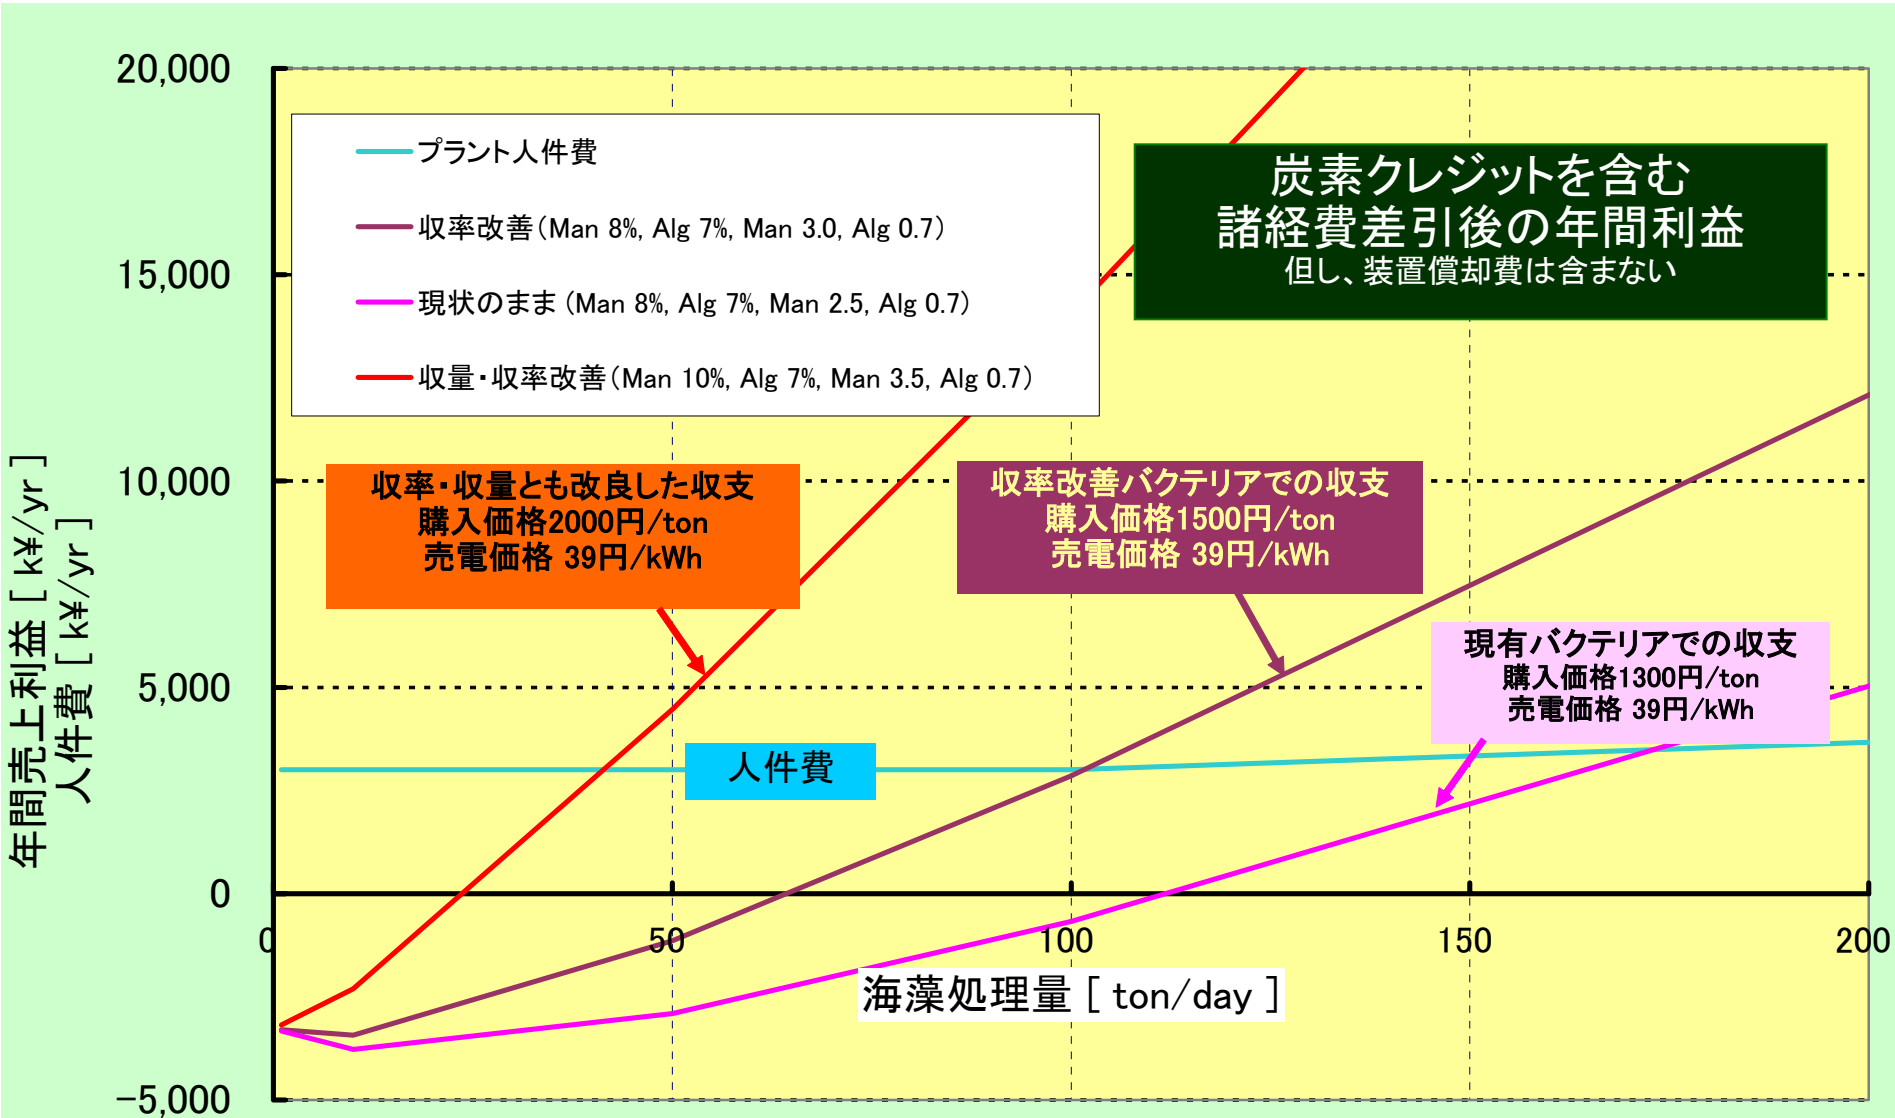 20,000
15,000
10,000
5,000
0
−5,000
年間売上利益 [ k¥/yr ]
人件費 [ k¥/yr ]
プラント人件費
収率改善(Man 8%, Alg 7%, Man 3.0, Alg 0.7)
現状のまま (Man 8%, Alg 7%, Man 2.5, Alg 0.7)
収量・収率改善(Man 10%, Alg 7%, Man 3.5, Alg 0.7)
炭素クレジットを含む
諸経費差引後の年間利益
但し、装置償却費は含まない
収率・収量とも改良した収支
購入価格2000円/ton
売電価格 39円/kWh
収率改善バクテリアでの収支
購入価格1500円/ton
売電価格 39円/kWh
現有バクテリアでの収支
購入価格1300円/ton
売電価格 39円/kWh
人件費
0 50 100 150 200
海藻処理量 [ ton/day ]